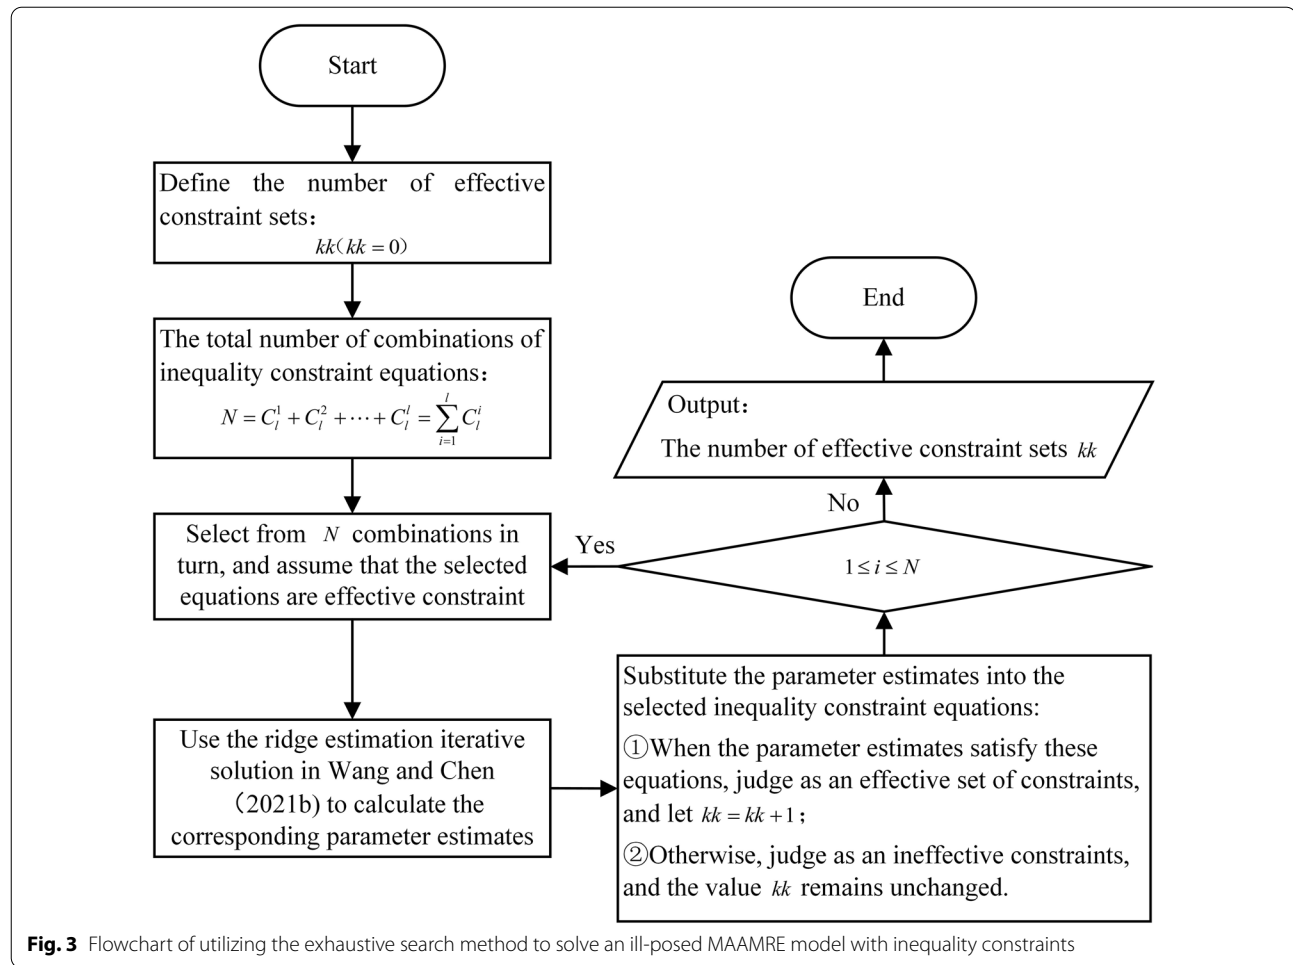 Start
Define the number of effective
constraint sets：
kk（kk = 0）
The total number of combinations of
inequality constraint equations：
N = C_l^1 + C_l^2 + ⋯ + C_l^l = ∑_{i=1}^{l} C_l^i
Select from N combinations in
turn, and assume that the selected
equations are effective constraint
Use the ridge estimation iterative
solution in Wang and Chen
（2021b) to calculate the
corresponding parameter estimates
Substitute the parameter estimates into the
selected inequality constraint equations:
①When the parameter estimates satisfy these
equations, judge as an effective set of constraints,
and let kk = kk + 1；
②Otherwise, judge as an ineffective constraints,
and the value kk remains unchanged.
1 ≤ i ≤ N
Yes
No
Output：
The number of effective constraint sets kk
End
Fig. 3 Flowchart of utilizing the exhaustive search method to solve an ill-posed MAAMRE model with inequality constraints